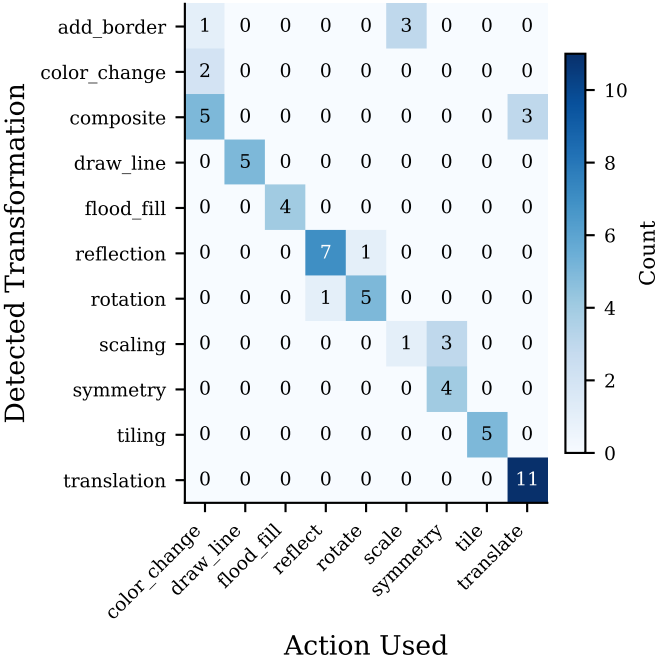 add_border 1 0 0 0 0 3 0 0 0
color_change 2 0 0 0 0 0 0 0 0
composite 5 0 0 0 0 0 0 0 3
draw_line 0 5 0 0 0 0 0 0 0
flood_fill 0 0 4 0 0 0 0 0 0
reflection 0 0 0 7 1 0 0 0 0
rotation 0 0 0 1 5 0 0 0 0
scaling 0 0 0 0 0 1 3 0 0
symmetry 0 0 0 0 0 0 4 0 0
tiling 0 0 0 0 0 0 0 5 0
translation 0 0 0 0 0 0 0 0 11
Detected Transformation
color_change
draw_line
flood_fill
reflect
rotate
scale
symmetry
tile
translate
Action Used
10
8
6
4
2
0
Count